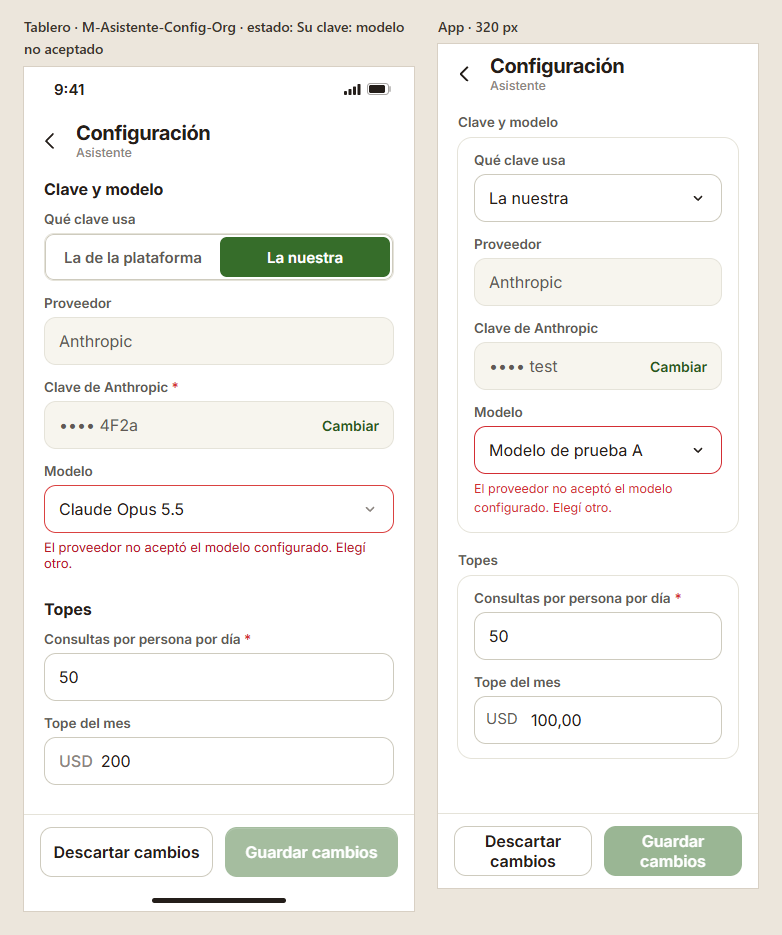 Tablero · M-Asistente-Config-Org · estado: Su clave: modelo
no aceptado
9:41
Configuración
Asistente
Clave y modelo
Qué clave usa
La de la plataforma
La nuestra
Proveedor
Anthropic
Clave de Anthropic *
•••• 4F2a
Cambiar
Modelo
Claude Opus 5.5
El proveedor no aceptó el modelo configurado. Elegí
otro.
Topes
Consultas por persona por día *
50
Tope del mes
USD 200
Descartar cambios
Guardar cambios
App · 320 px
Configuración
Asistente
Clave y modelo
Qué clave usa
La nuestra
Proveedor
Anthropic
Clave de Anthropic
•••• test
Cambiar
Modelo
Modelo de prueba A
El proveedor no aceptó el modelo
configurado. Elegí otro.
Topes
Consultas por persona por día *
50
Tope del mes
USD 100,00
Descartar
cambios
Guardar
cambios